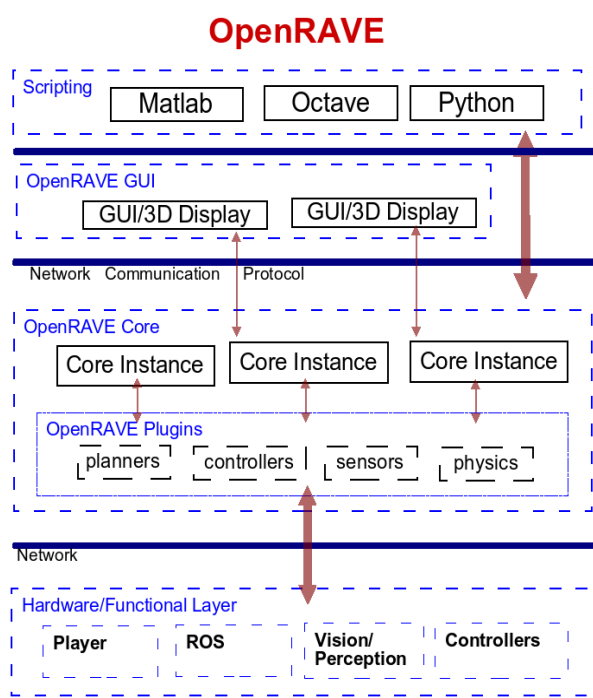 OpenRAVE
Scripting
Matlab Octave Python
OpenRAVE GUI
GUI/3D Display GUI/3D Display
Network Communication Protocol
OpenRAVE Core
Core Instance Core Instance Core Instance
OpenRAVE Plugins
planners controllers sensors physics
Network
Hardware/Functional Layer
Player ROS Vision/ Controllers
Perception